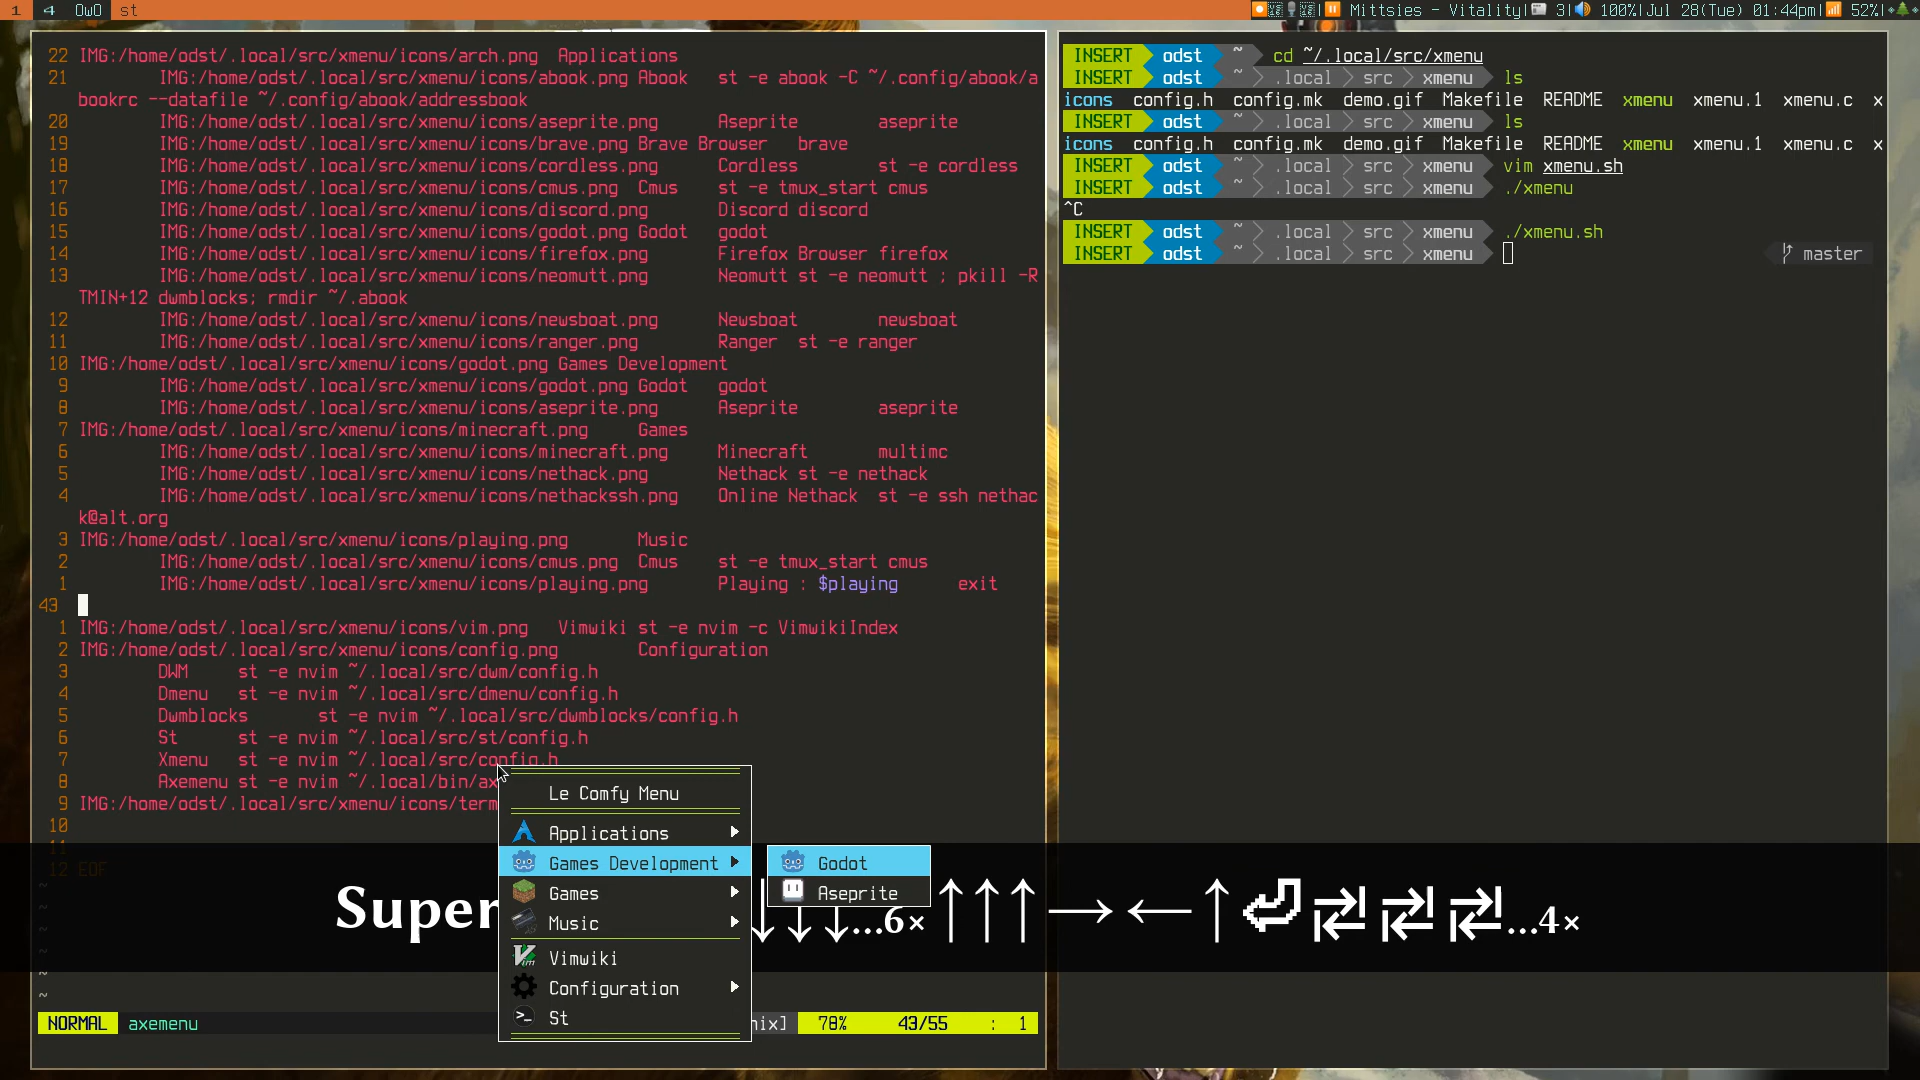 1 4 OwO st
Mittsies - Vitality| 3| 100%|Jul 28(Tue) 01:44pm| 52%|
22 IMG:/home/odst/.local/src/xmenu/icons/arch.png Applications
21 IMG:/home/odst/.local/src/xmenu/icons/abook.png Abook st -e abook -C ~/.config/abook/a
bookrc --datafile ~/.config/abook/addressbook
20 IMG:/home/odst/.local/src/xmenu/icons/aseprite.png Aseprite aseprite
19 IMG:/home/odst/.local/src/xmenu/icons/brave.png Brave Browser brave
18 IMG:/home/odst/.local/src/xmenu/icons/cordless.png Cordless st -e cordless
17 IMG:/home/odst/.local/src/xmenu/icons/cmus.png Cmus st -e tmux_start cmus
16 IMG:/home/odst/.local/src/xmenu/icons/discord.png Discord discord
15 IMG:/home/odst/.local/src/xmenu/icons/godot.png Godot godot
14 IMG:/home/odst/.local/src/xmenu/icons/firefox.png Firefox Browser firefox
13 IMG:/home/odst/.local/src/xmenu/icons/neomutt.png Neomutt st -e neomutt ; pkill -R
TMIN+12 dwmblocks; rmdir ~/.abook
12 IMG:/home/odst/.local/src/xmenu/icons/newsboat.png Newsboat newsboat
11 IMG:/home/odst/.local/src/xmenu/icons/ranger.png Ranger st -e ranger
10 IMG:/home/odst/.local/src/xmenu/icons/godot.png Games Development
9 IMG:/home/odst/.local/src/xmenu/icons/godot.png Godot godot
8 IMG:/home/odst/.local/src/xmenu/icons/aseprite.png Aseprite aseprite
7 IMG:/home/odst/.local/src/xmenu/icons/minecraft.png Games
6 IMG:/home/odst/.local/src/xmenu/icons/minecraft.png Minecraft multimc
5 IMG:/home/odst/.local/src/xmenu/icons/nethack.png Nethack st -e nethack
4 IMG:/home/odst/.local/src/xmenu/icons/nethackssh.png Online Nethack st -e ssh nethac
k@alt.org
3 IMG:/home/odst/.local/src/xmenu/icons/playing.png Music
2 IMG:/home/odst/.local/src/xmenu/icons/cmus.png Cmus st -e tmux_start cmus
1 IMG:/home/odst/.local/src/xmenu/icons/playing.png Playing : $playing exit
43
1 IMG:/home/odst/.local/src/xmenu/icons/vim.png Vimwiki st -e nvim -c VimwikiIndex
2 IMG:/home/odst/.local/src/xmenu/icons/config.png Configuration
3 DWM st -e nvim ~/.local/src/dwm/config.h
4 Dmenu st -e nvim ~/.local/src/dmenu/config.h
5 Dwmblocks st -e nvim ~/.local/src/dwmblocks/config.h
6 St st -e nvim ~/.local/src/st/config.h
7 Xmenu st -e nvim ~/.local/src/config.h
8 Axemenu st -e nvim ~/.local/bin/ax
9 IMG:/home/odst/.local/src/xmenu/icons/term
10
11
12 EOF
~
~
~
~
~
~
NORMAL axemenu nix] 78% 43/55 : 1
INSERT odst ~ cd ~/.local/src/xmenu
INSERT odst ~ .local src xmenu ls
icons config.h config.mk demo.gif Makefile README xmenu xmenu.1 xmenu.c x
INSERT odst ~ .local src xmenu ls
icons config.h config.mk demo.gif Makefile README xmenu xmenu.1 xmenu.c x
INSERT odst ~ .local src xmenu vim xmenu.sh
INSERT odst ~ .local src xmenu ./xmenu
^C
INSERT odst ~ .local src xmenu ./xmenu.sh
INSERT odst ~ .local src xmenu master
Le Comfy Menu
Applications
Games Development
Games
Music
Vimwiki
Configuration
St
Godot
Aseprite
Super ↓↓↓...6× ↑↑↑→←↑ ...4×